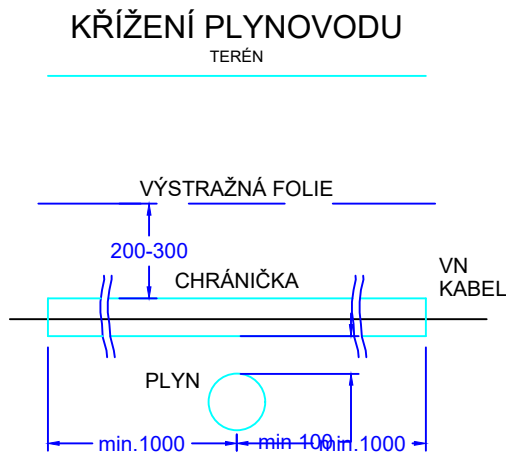 KŘÍŽENÍ PLYNOVODU
TERÉN
VÝSTRAŽNÁ FOLIE
200-300
CHRÁNIČKA
VN
KABEL
PLYN
min.1000
min 100
min.1000